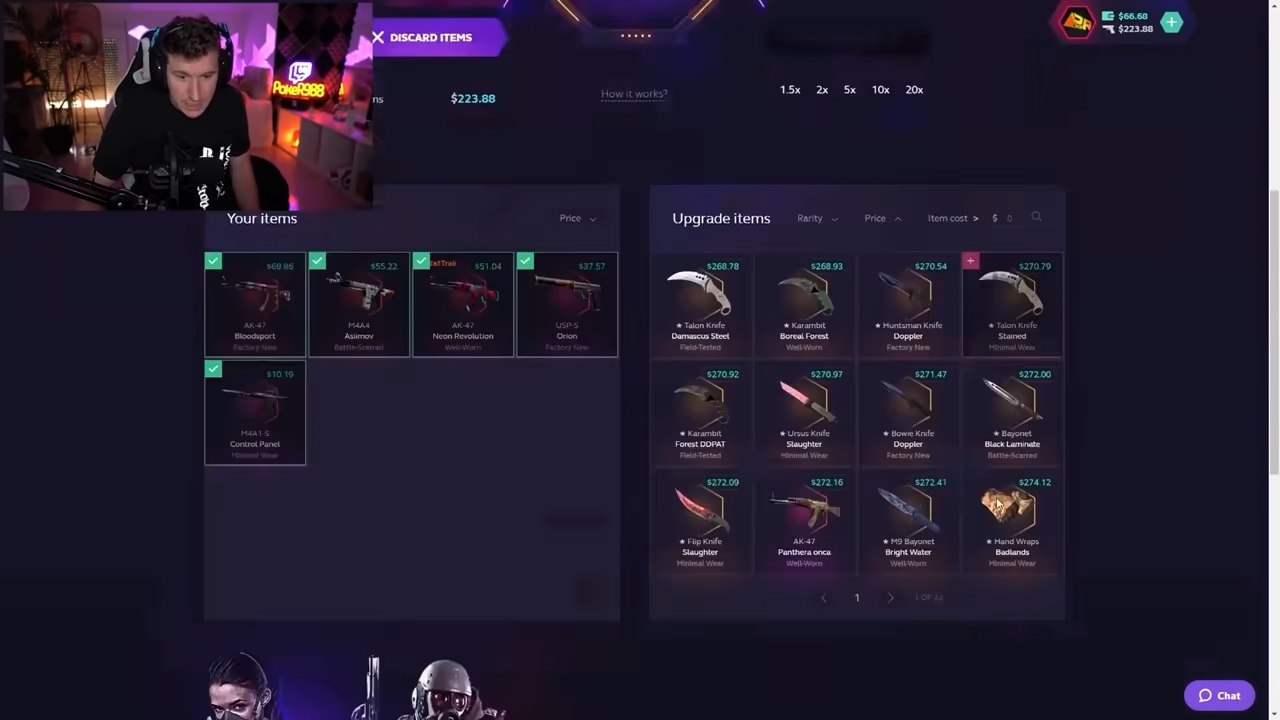 DISCARD ITEMS
$66.68
$223.88
ns
$223.88
How it works?
1.5x
2x
5x
10x
20x
Your items
Price
Upgrade items
Rarity
Price
Item cost > $ 0
$69.86
AK-47
Bloodsport
Factory New
$55.22
M4A4
Asiimov
Battle-Scarred
StatTrak
$51.04
AK-47
Neon Revolution
Well-Worn
$37.57
USP-S
Orion
Factory New
$10.19
M4A1-S
Control Panel
Minimal Wear
$268.78
★ Talon Knife
Damascus Steel
Field-Tested
$268.93
★ Karambit
Boreal Forest
Well-Worn
$270.54
★ Huntsman Knife
Doppler
Factory New
$270.79
★ Talon Knife
Stained
Minimal Wear
$270.92
★ Karambit
Forest DDPAT
Field-Tested
$270.97
★ Ursus Knife
Slaughter
Minimal Wear
$271.47
★ Bowie Knife
Doppler
Factory New
$272.00
★ Bayonet
Black Laminate
Battle-Scarred
$272.09
★ Flip Knife
Slaughter
Minimal Wear
$272.16
AK-47
Panthera onca
Well-Worn
$272.41
★ M9 Bayonet
Bright Water
Well-Worn
$274.12
★ Hand Wraps
Badlands
Minimal Wear
1
1 OF 44
Chat